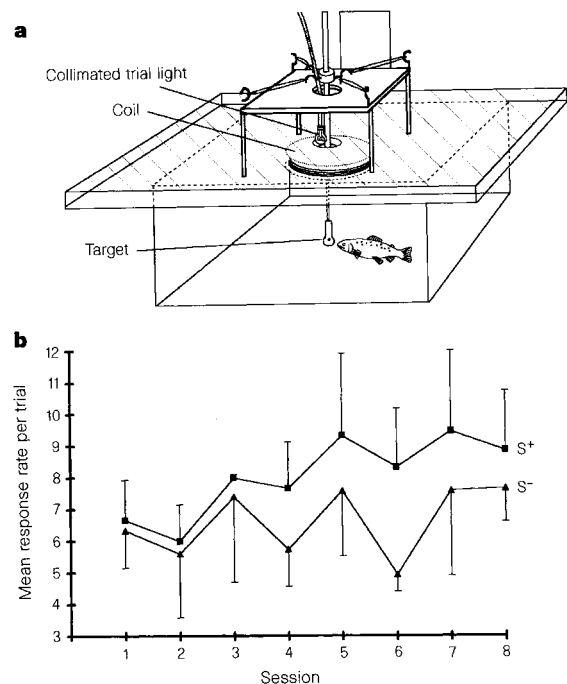 a
Collimated trial light
Coil
Target
b
Mean response rate per trial
12
11
10
9
8
7
6
5
4
3
S+
S-
1 2 3 4 5 6 7 8
Session